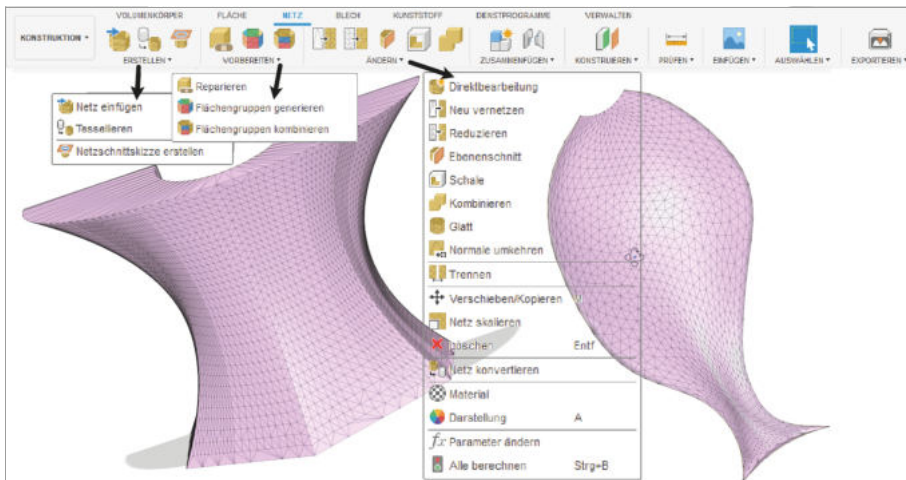 VOLUMENKÖRPER FLÄCHE NETZ BLECH KUNSTSTOFF DIENSTPROGRAMME VERWALTEN
KONSTRUKTION
ERSTELLEN VORBEREITEN ÄNDERN ZUSAMMENFÜGEN KONSTRUIEREN PRÜFEN EINFÜGEN AUSWÄHLEN EXPORTIEREN
Netz einfügen
Tessellieren
Netzschnittskizze erstellen
Reparieren
Flächengruppen generieren
Flächengruppen kombinieren
Direktbearbeitung
Neu vernetzen
Reduzieren
Ebenenschnitt
Schale
Kombinieren
Glatt
Normale umkehren
Trennen
Verschieben/Kopieren
Netz skalieren
Löschen Entf
Netz konvertieren
Material
Darstellung A
fx Parameter ändern
Alle berechnen Strg+B